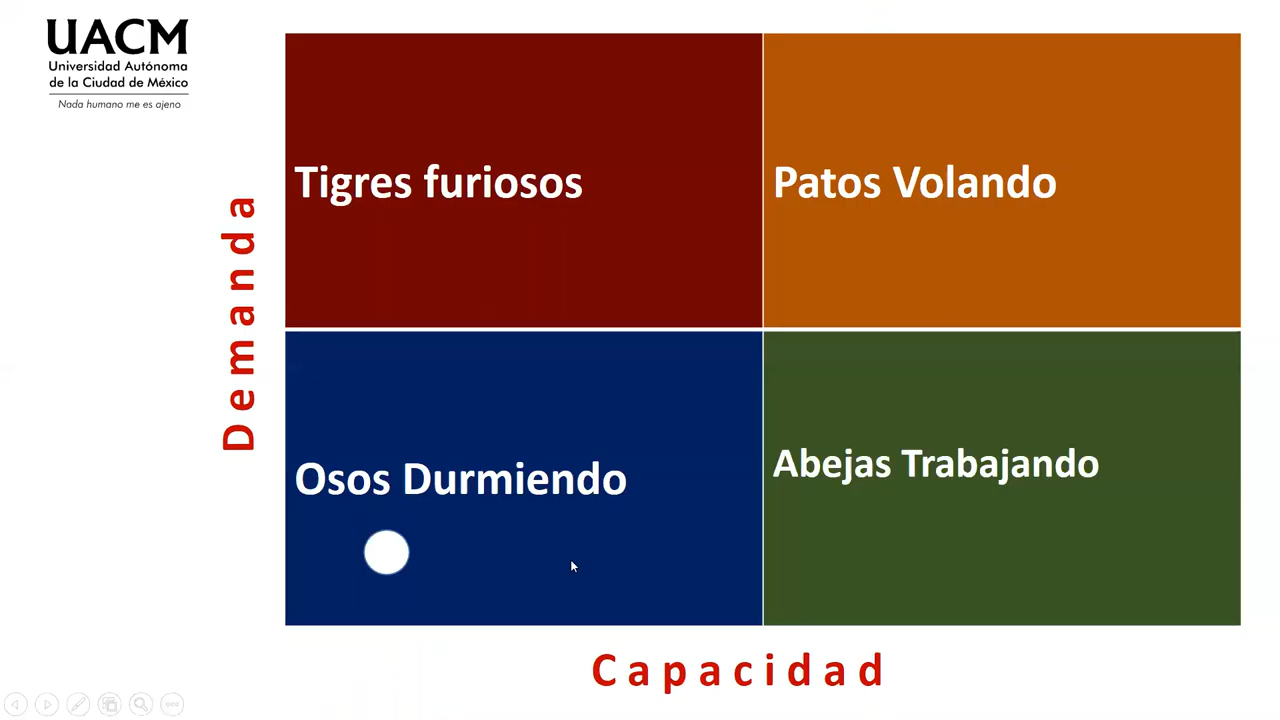 UACM
Universidad Autónoma
de la Ciudad de México
Nada humano me es ajeno
Tigres furiosos
Patos Volando
Demanda
Osos Durmiendo
Abejas Trabajando
Capacidad